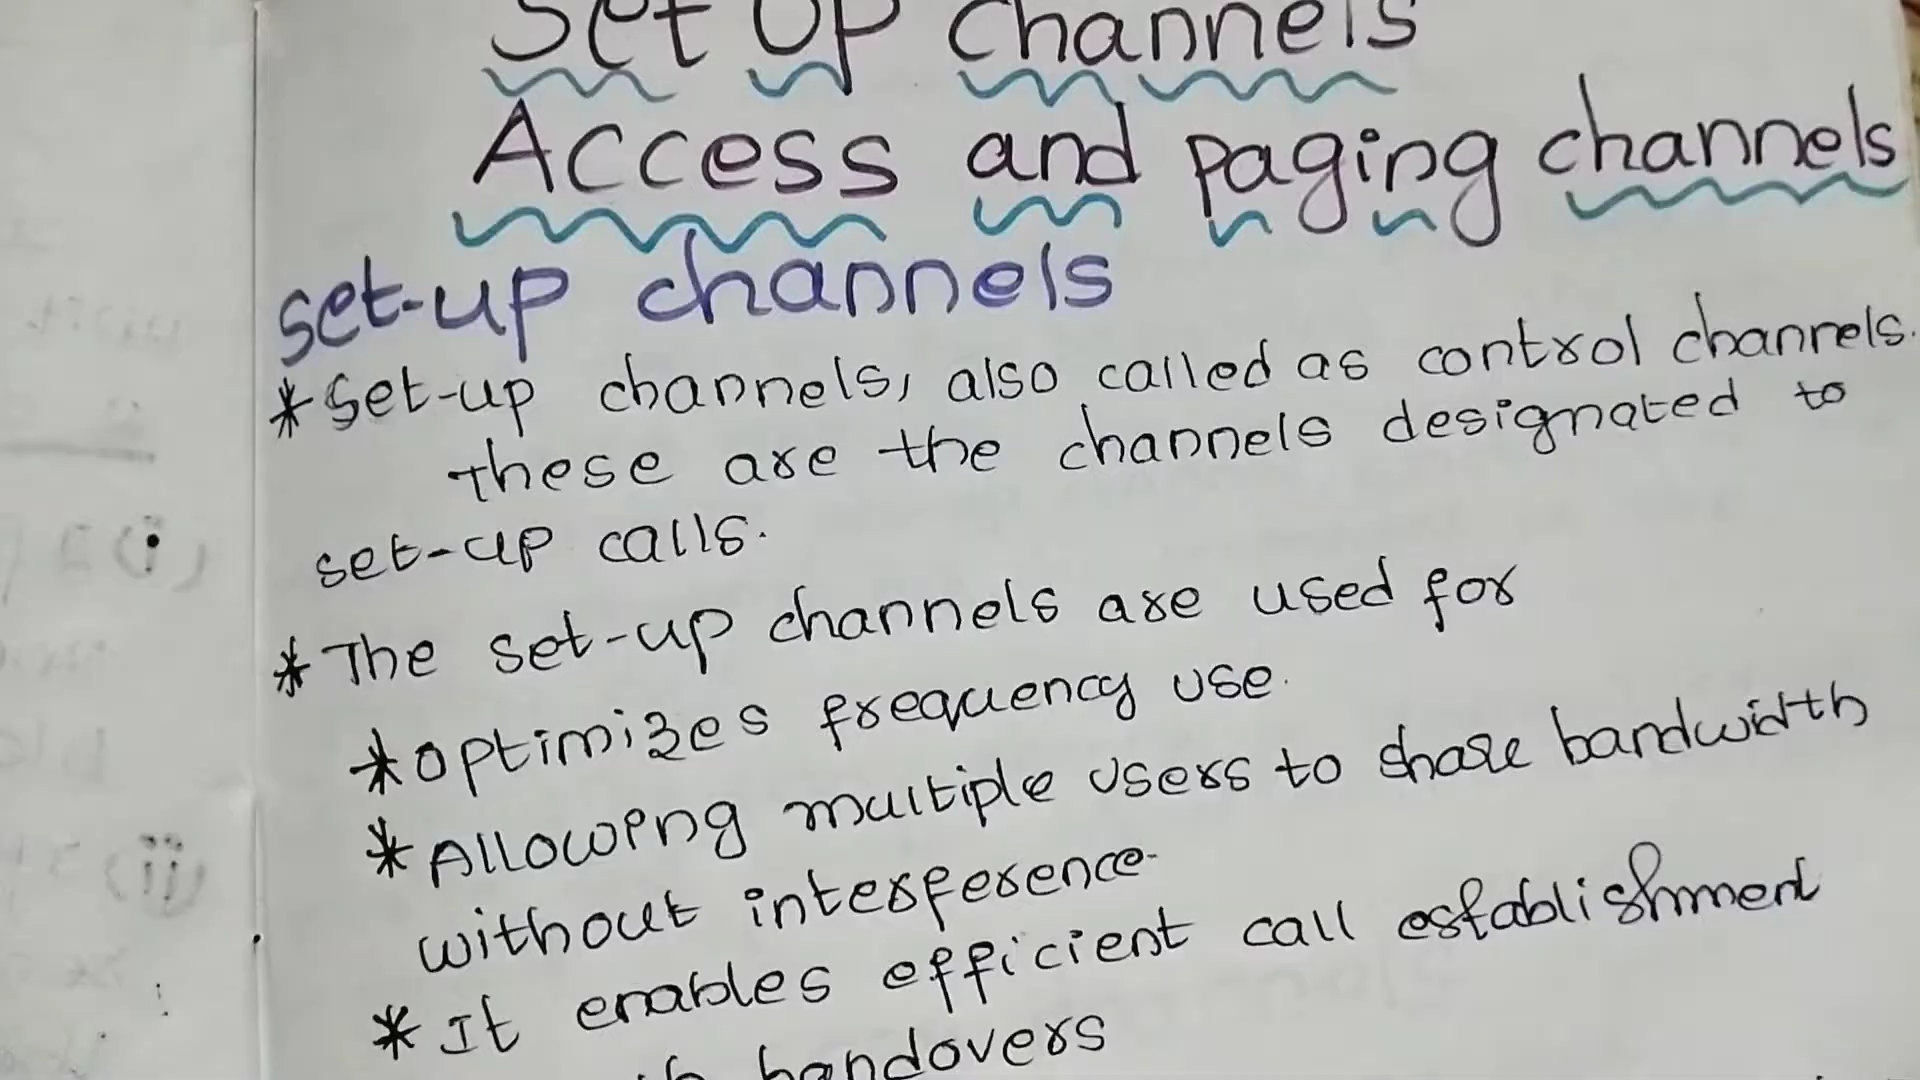 Set Up channels
Access and paging channels
set-up channels
* Set-up channels, also called as control channels.
These are the channels designated to
set-up calls.
* The set-up channels are used for
* Optimizes frequency use.
* Allowing multiple users to share bandwidth
without interference.
* It enables efficient call establishment
handovers